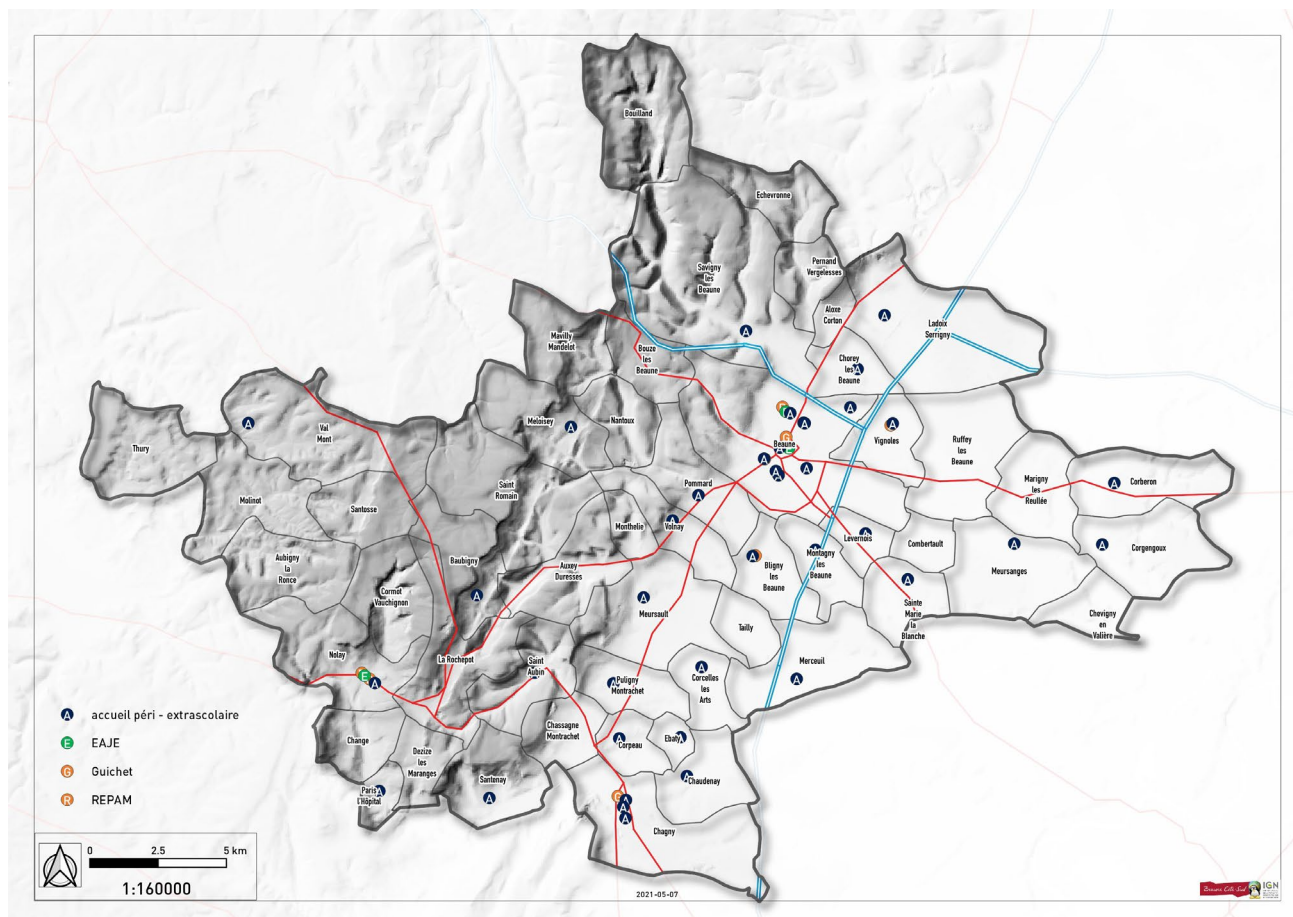 Bouilland
Echevronne
Savigny
les
Beaune
Pernand
Vergelesses
Aloxe
Corton
Ladoix
Serrigny
A
Mavilly
Mandelot
Bouze
les
Beaune
A
Chorey
les
Beaune
A
Thury
A
Val
Mont
Meloisey
A
Nantoux
A
A
A
Vignoles
A
Ruffey
les
Beaune
G
Beaune
A
A
A
Molinot
Santosse
Saint
Romain
Pommard
A
Marigny
les
Reullée
Corberon
A
Monthelie
Volnay
A
Levernois
A
Combertault
Meursanges
A
A
Corgengoux
Aubigny
la
Ronce
Baubigny
A
Auxey
Duresses
Bligny
les
Beaune
A
Montagny
les
Beaune
Cormot
Vauchignon
Meursault
A
Tailly
A
Sainte
Marie
la
Blanche
Chovigny
en
Valière
Nolay
E
A
La Rochepot
Saint
Aubin
Puligny
Montrachet
A
A
Corcelles
les
Arts
Merceuil
A
Change
Dezize
les
Maranges
Chassagne
Montrachet
A
Corpeau
Ebaty
A
Paris
l'Hôpital
A
Santenay
A
A
Chaudenay
G
A
A
A
Chagny
A accueil péri - extrascolaire
E EAJE
G Guichet
R REPAM
0 2.5 5 km
1:160000
2021-05-07
Beaune Côte-Sud
IGN